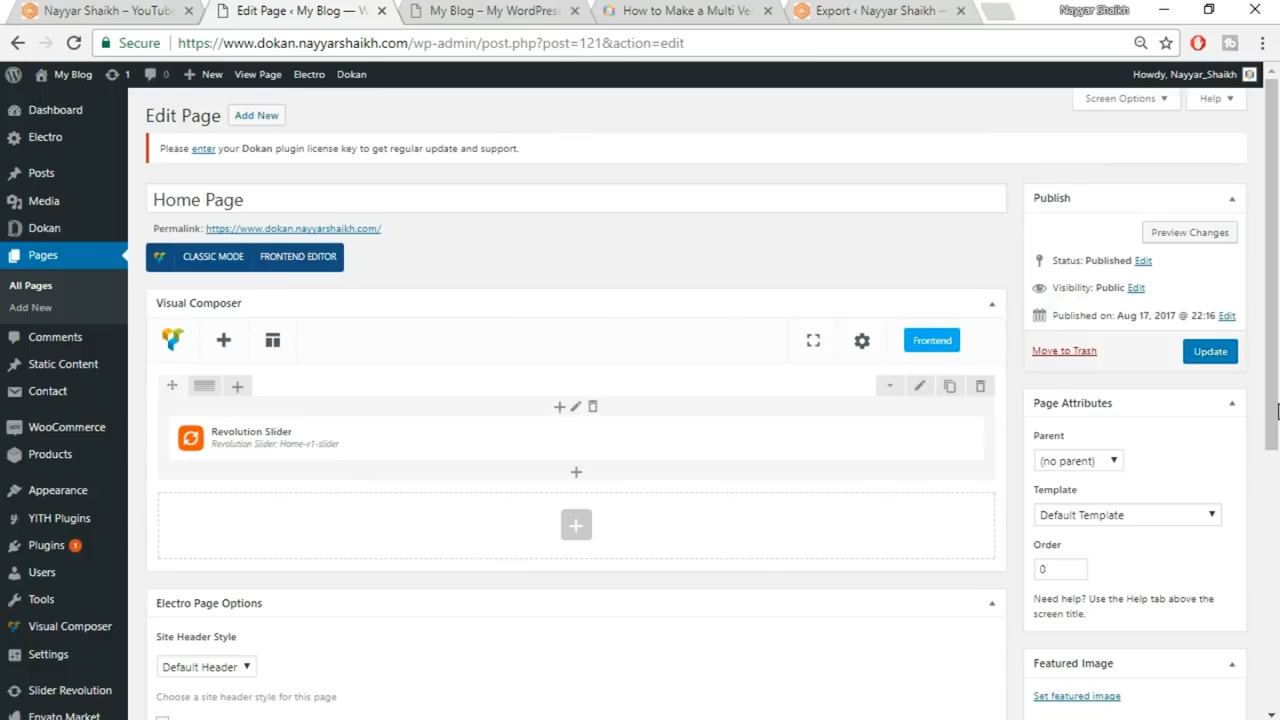 Nayyar Shaikh – YouTube
Edit Page ‹ My Blog — W
My Blog – My WordPress
How to Make a Multi Ve
Export ‹ Nayyar Shaikh —
Nayyar Shaikh
Secure
https://www.dokan.nayyarshaikh.com/wp-admin/post.php?post=121&action=edit
My Blog 1 0 New View Page Electro Dokan
Howdy, Nayyar_Shaikh
Dashboard
Electro
Posts
Media
Dokan
Pages
All Pages
Add New
Comments
Static Content
Contact
WooCommerce
Products
Appearance
YITH Plugins
Plugins 1
Users
Tools
Visual Composer
Settings
Slider Revolution
Envato Market
Screen Options
Help
Edit Page Add New
Please enter your Dokan plugin license key to get regular update and support.
Home Page
Permalink: https://www.dokan.nayyarshaikh.com/
CLASSIC MODE FRONTEND EDITOR
Visual Composer
Frontend
Revolution Slider
Revolution Slider: Home-v1-slider
Electro Page Options
Site Header Style
Default Header
Choose a site header style for this page
Publish
Preview Changes
Status: Published Edit
Visibility: Public Edit
Published on: Aug 17, 2017 @ 22:16 Edit
Move to Trash
Update
Page Attributes
Parent
(no parent)
Template
Default Template
Order
0
Need help? Use the Help tab above the
screen title.
Featured Image
Set featured image